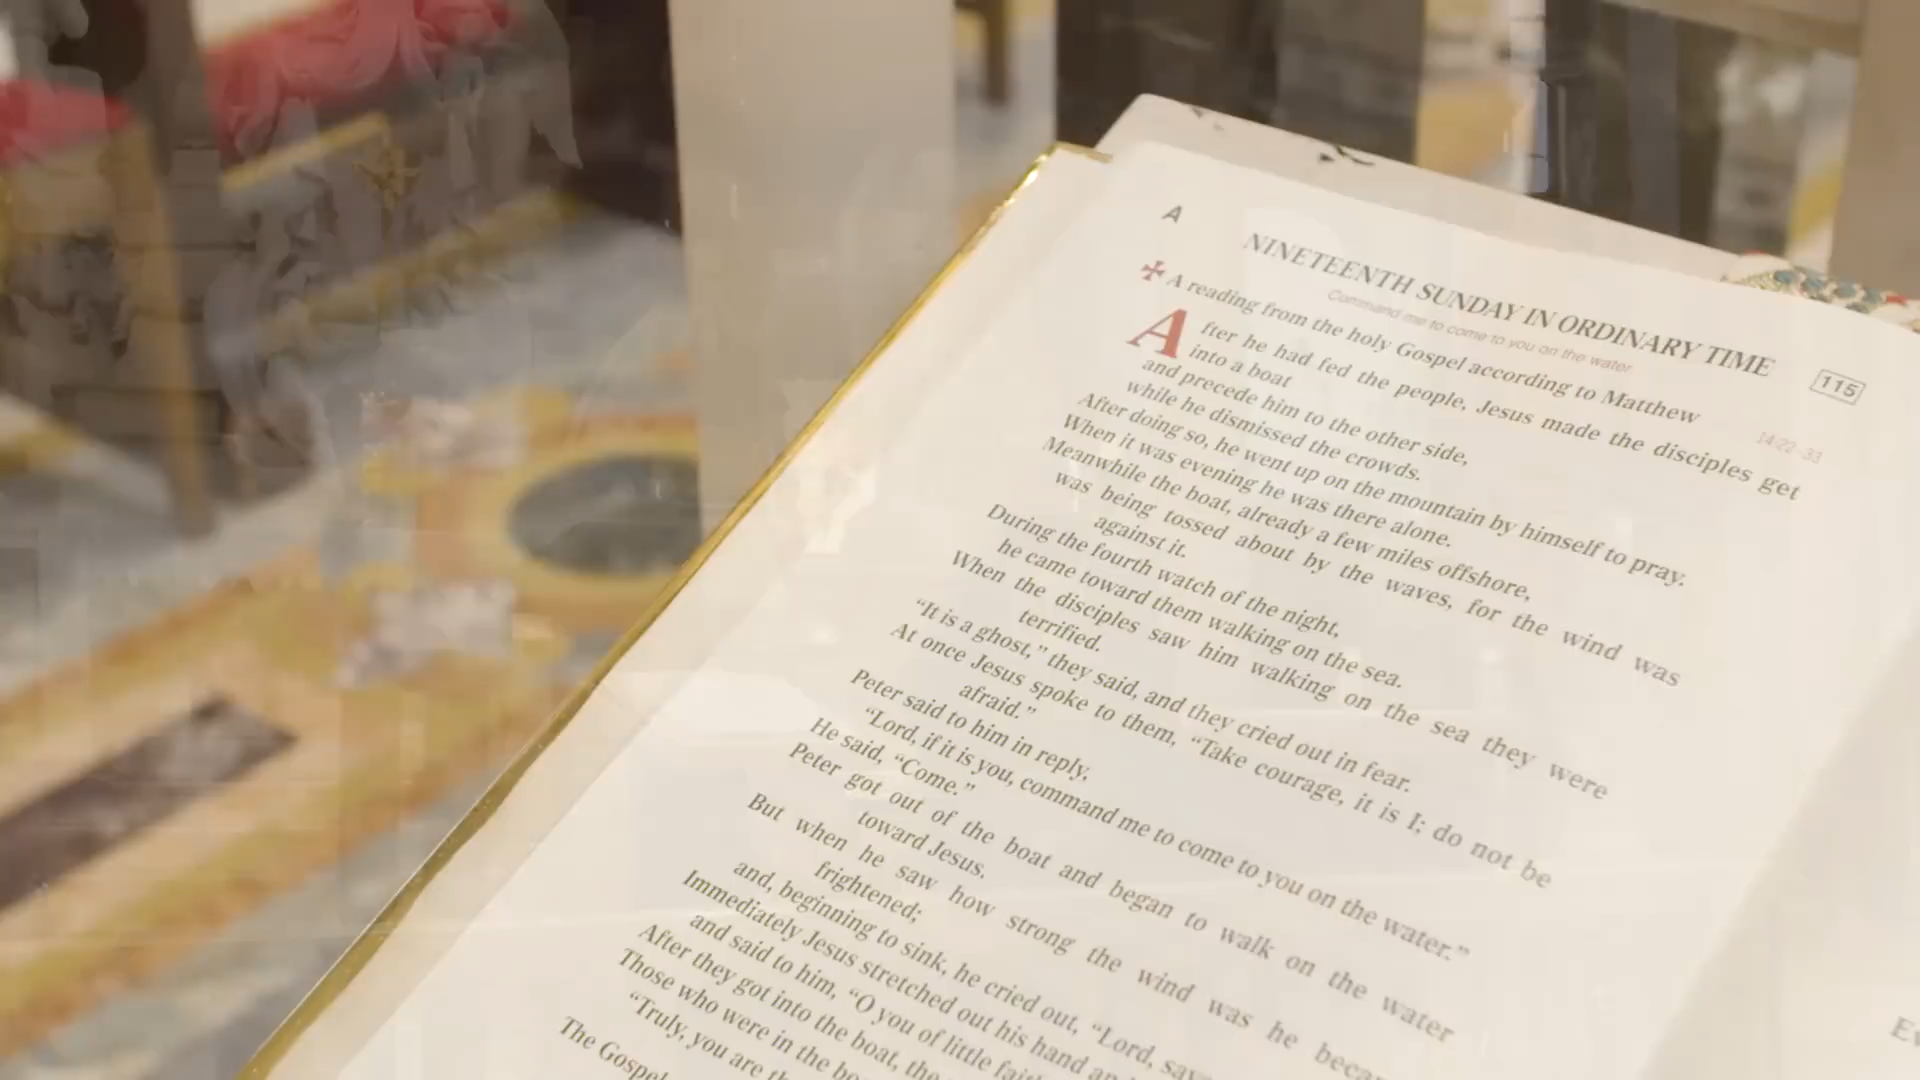 A
NINETEENTH SUNDAY IN ORDINARY TIME
115
Command me to come to you on the water
✠ A reading from the holy Gospel according to Matthew
14:22-33
After he had fed the people, Jesus made the disciples get
into a boat
and precede him to the other side,
while he dismissed the crowds.
After doing so, he went up on the mountain by himself to pray.
When it was evening he was there alone.
Meanwhile the boat, already a few miles offshore,
was being tossed about by the waves, for the wind was
against it.
During the fourth watch of the night,
he came toward them walking on the sea.
When the disciples saw him walking on the sea they were
terrified.
“It is a ghost,” they said, and they cried out in fear.
At once Jesus spoke to them, “Take courage, it is I; do not be
afraid.”
Peter said to him in reply,
“Lord, if it is you, command me to come to you on the water.”
He said, “Come.”
Peter got out of the boat and began to walk on the water
toward Jesus.
But when he saw how strong the wind was he
frightened;
and, beginning to sink, he cried out, “Lord,
Immediately Jesus stretched out his hand
and said to him, “O you of little
After they got into the boat,
Those who were in the
“Truly, you are
The Gospel